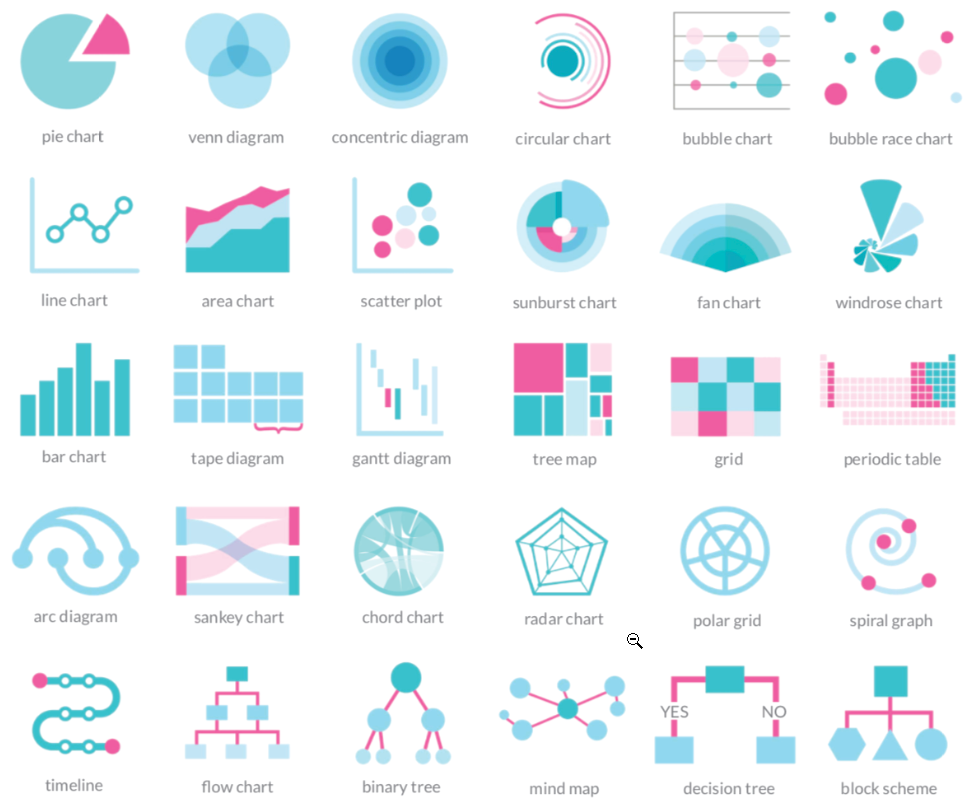 pie chart
venn diagram
concentric diagram
circular chart
bubble chart
bubble race chart
line chart
area chart
scatter plot
sunburst chart
fan chart
windrose chart
bar chart
tape diagram
gantt diagram
tree map
grid
periodic table
arc diagram
sankey chart
chord chart
radar chart
polar grid
spiral graph
YES
NO
timeline
flow chart
binary tree
mind map
decision tree
block scheme